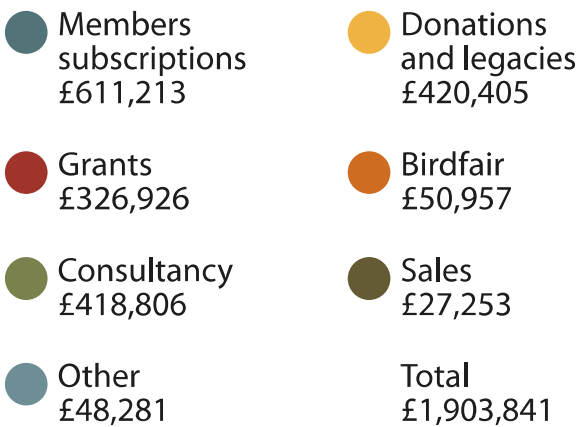 Members
subscriptions
£611,213
Donations
and legacies
£420,405
Grants
£326,926
Birdfair
£50,957
Consultancy
£418,806
Sales
£27,253
Other
£48,281
Total
£1,903,841